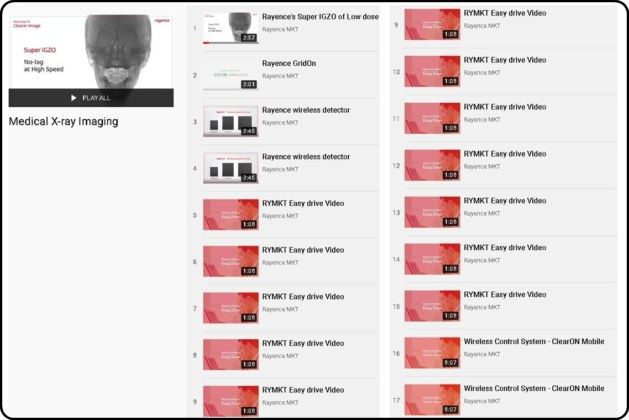 Clearer Image
Super IGZO
No-lag
at High Speed
PLAY ALL
Medical X-ray Imaging
1
3:57
Rayence's Super IGZO of Low dose
Rayence MKT
2
3:01
Rayence GridOn
Rayence MKT
3
3:45
Rayence wireless detector
Rayence MKT
4
3:45
Rayence wireless detector
Rayence MKT
5
1:08
RYMKT Easy drive Video
Rayence MKT
6
1:08
RYMKT Easy drive Video
Rayence MKT
7
1:08
RYMKT Easy drive Video
Rayence MKT
8
1:08
RYMKT Easy drive Video
Rayence MKT
9
1:08
RYMKT Easy drive Video
Rayence MKT
9
1:08
RYMKT Easy drive Video
Rayence MKT
10
1:08
RYMKT Easy drive Video
Rayence MKT
11
1:08
RYMKT Easy drive Video
Rayence MKT
12
1:08
RYMKT Easy drive Video
Rayence MKT
13
1:08
RYMKT Easy drive Video
Rayence MKT
14
1:08
RYMKT Easy drive Video
Rayence MKT
15
1:08
RYMKT Easy drive Video
Rayence MKT
16
8:07
Wireless Control System - ClearON Mobile
Rayence MKT
17
8:07
Wireless Control System - ClearON Mobile
Rayence MKT